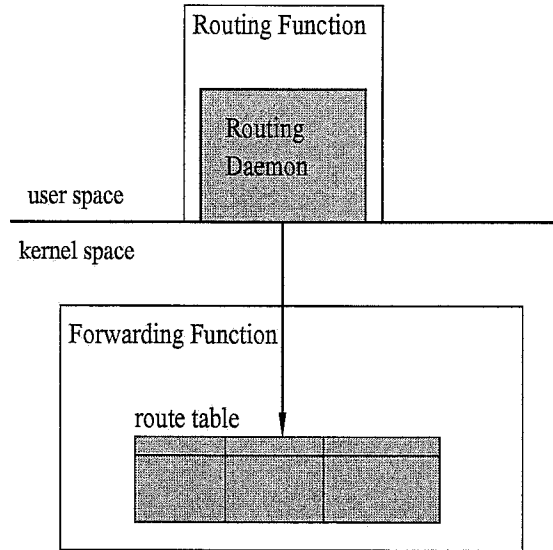 Routing Function
Routing
Daemon
user space
kernel space
Forwarding Function
route table